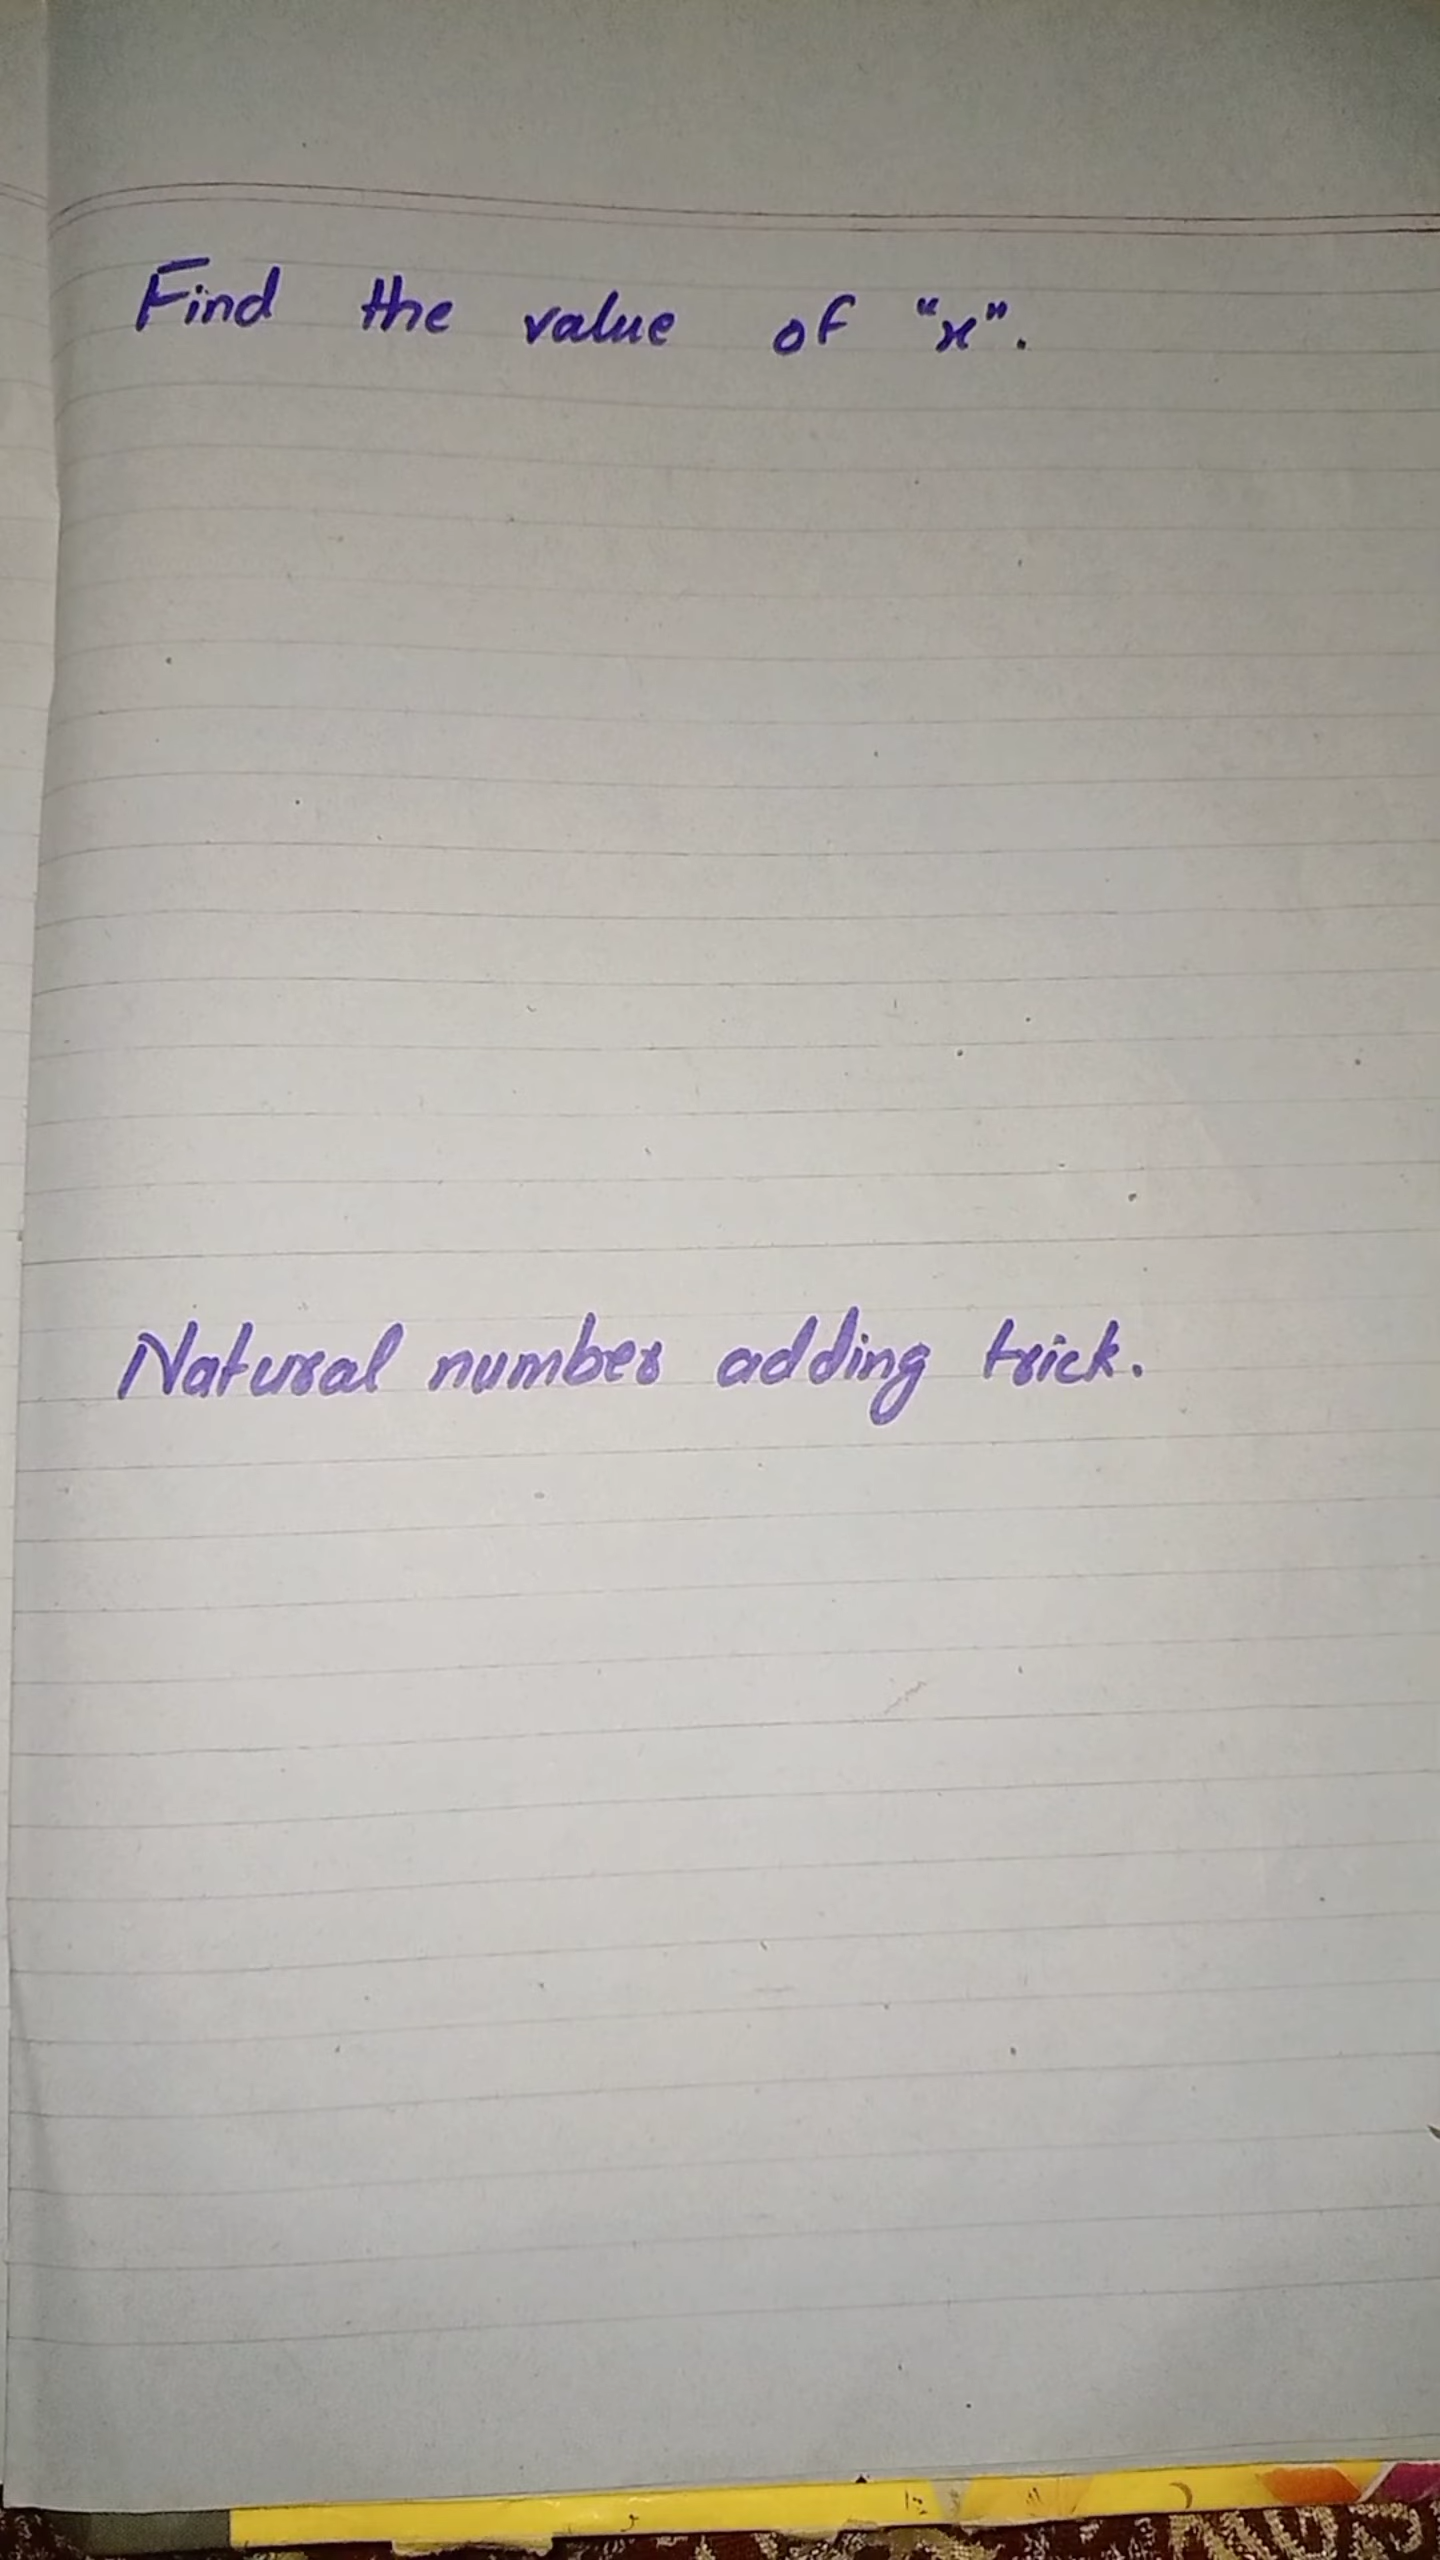 Find the value of "x".
Natural number adding trick.